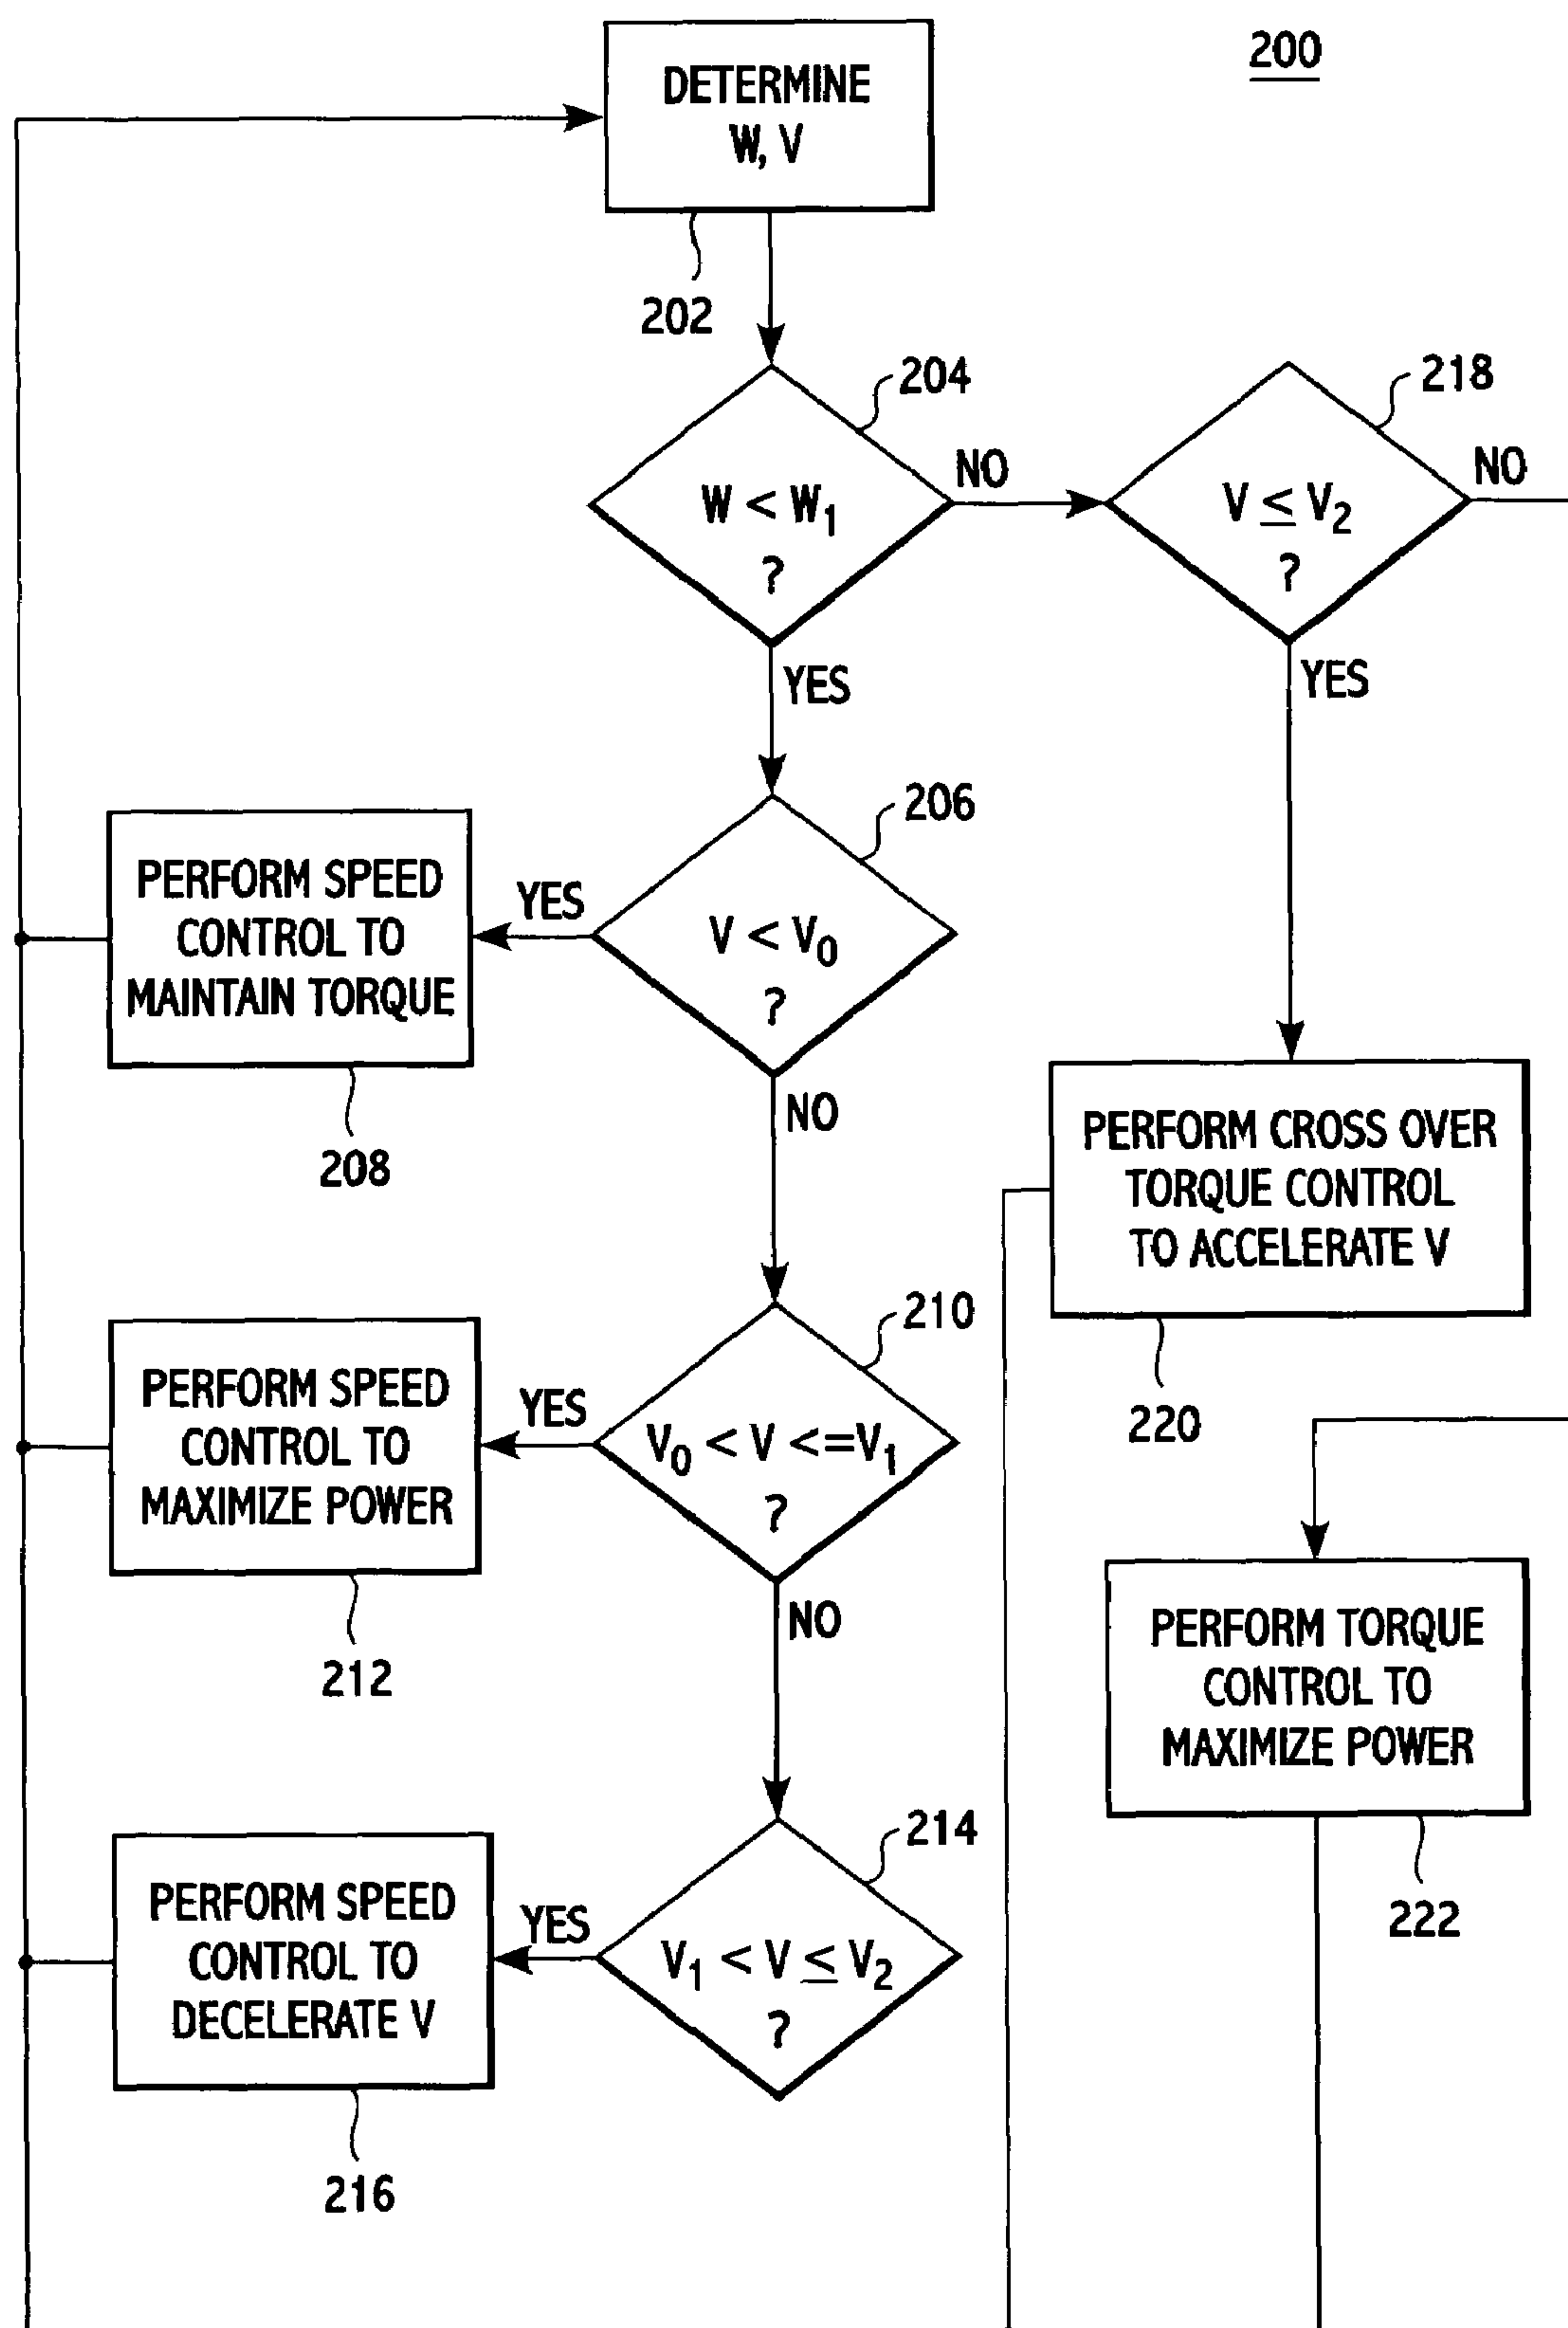 200
DETERMINE
W, V
202
204
W < W₁
?
NO
YES
218
V ≤ V₂
?
NO
YES
206
V < V₀
?
YES
NO
PERFORM SPEED
CONTROL TO
MAINTAIN TORQUE
208
PERFORM CROSS OVER
TORQUE CONTROL
TO ACCELERATE V
220
210
V₀ < V <=V₁
?
YES
NO
PERFORM SPEED
CONTROL TO
MAXIMIZE POWER
212
PERFORM TORQUE
CONTROL TO
MAXIMIZE POWER
222
214
V₁ < V ≤ V₂
?
YES
PERFORM SPEED
CONTROL TO
DECELERATE V
216